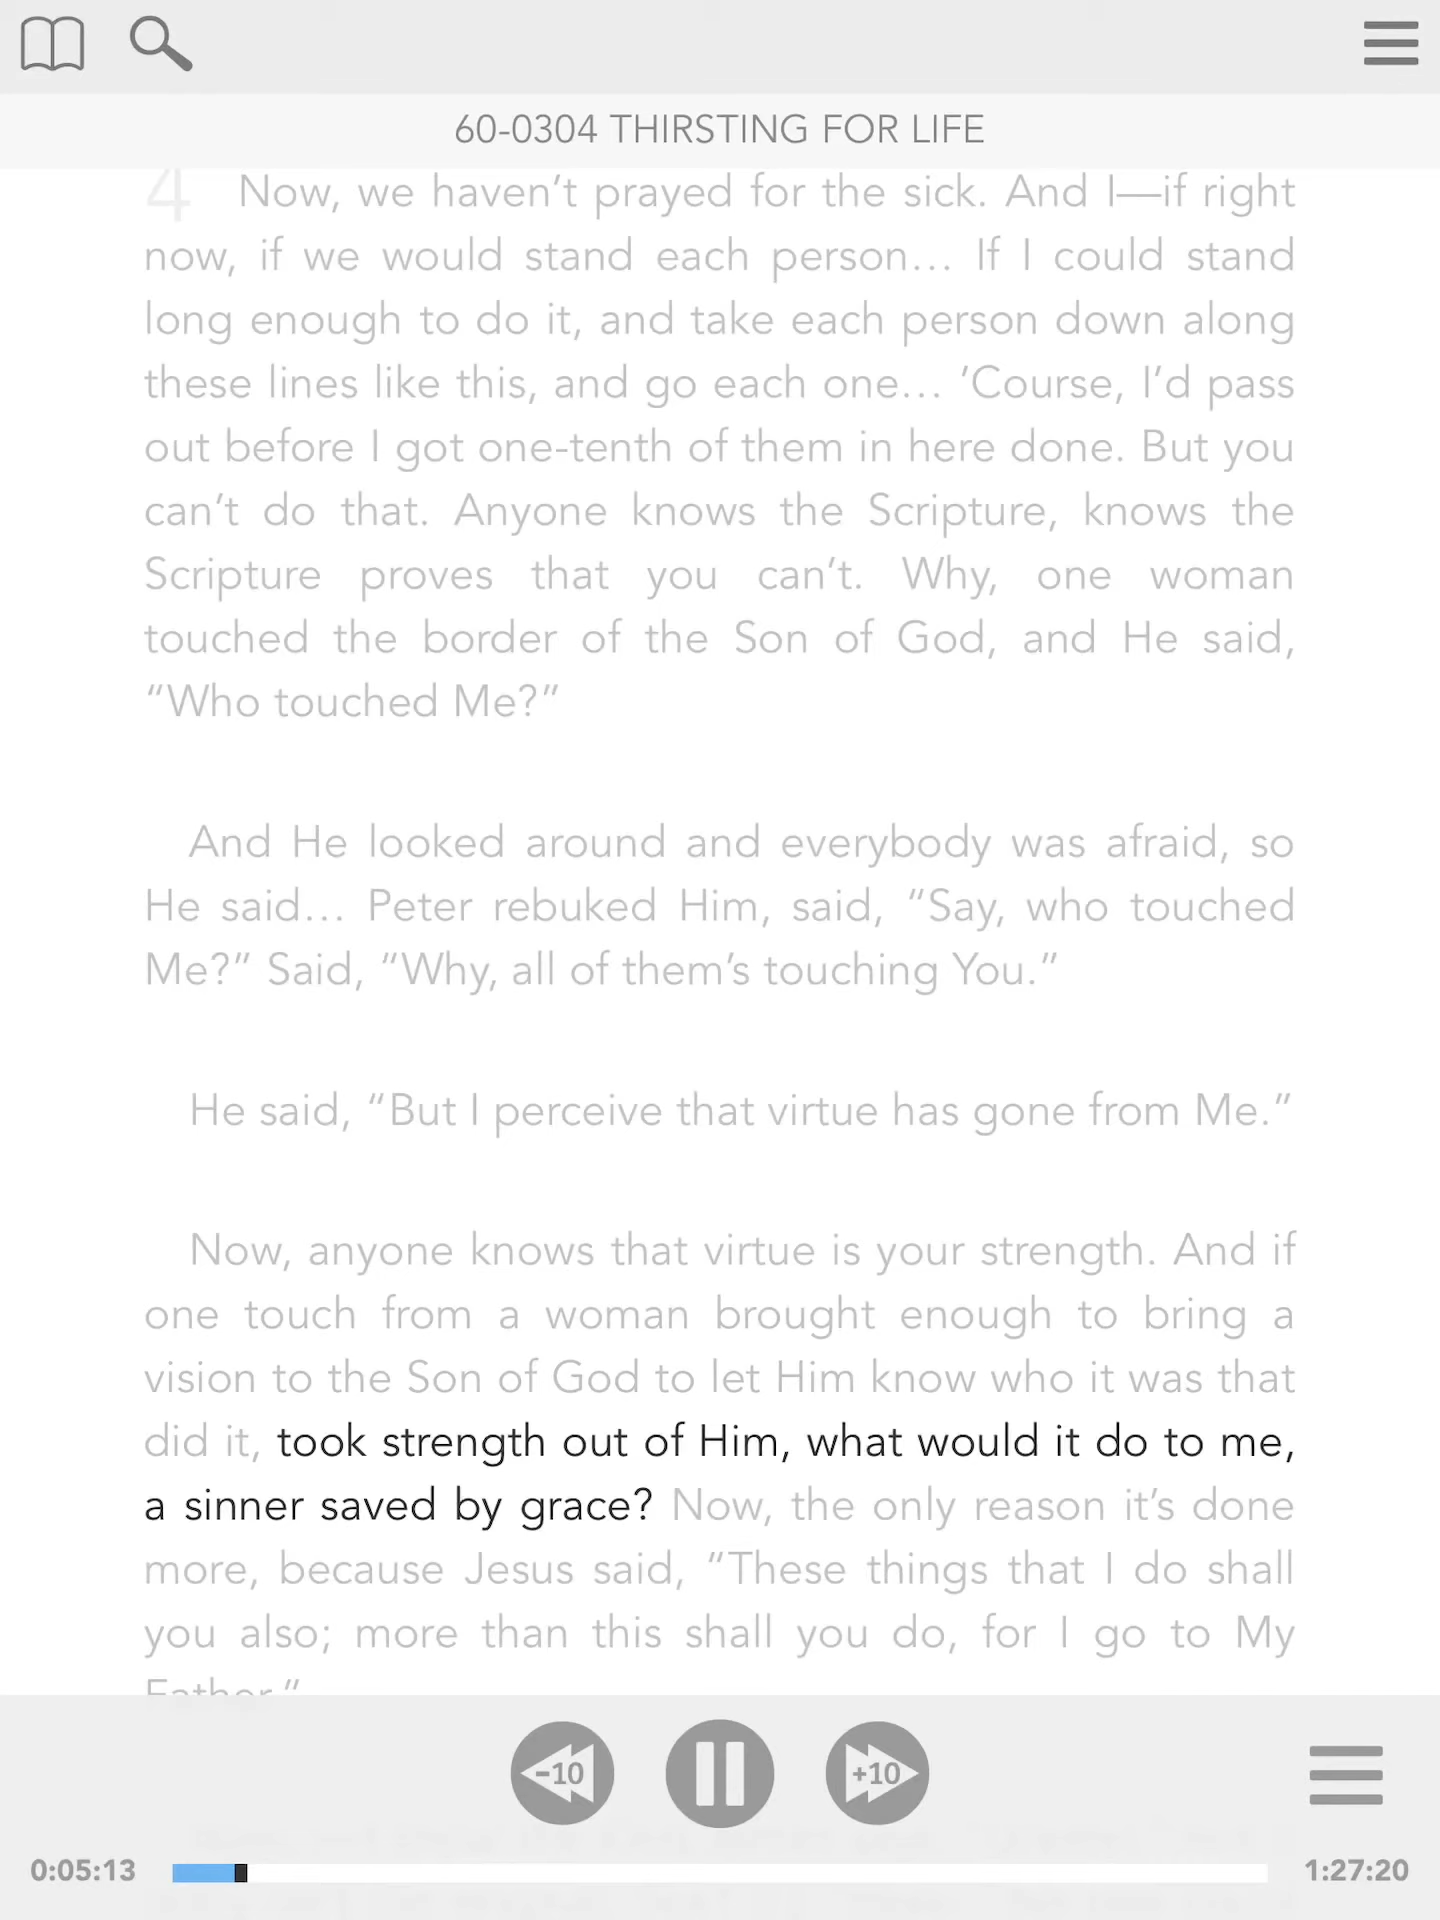 60-0304 THIRSTING FOR LIFE
4 Now, we haven’t prayed for the sick. And I—if right
now, if we would stand each person… If I could stand
long enough to do it, and take each person down along
these lines like this, and go each one… ’Course, I’d pass
out before I got one-tenth of them in here done. But you
can’t do that. Anyone knows the Scripture, knows the
Scripture proves that you can’t. Why, one woman
touched the border of the Son of God, and He said,
“Who touched Me?”
And He looked around and everybody was afraid, so
He said… Peter rebuked Him, said, “Say, who touched
Me?” Said, “Why, all of them’s touching You.”
He said, “But I perceive that virtue has gone from Me.”
Now, anyone knows that virtue is your strength. And if
one touch from a woman brought enough to bring a
vision to the Son of God to let Him know who it was that
did it, took strength out of Him, what would it do to me,
a sinner saved by grace? Now, the only reason it’s done
more, because Jesus said, “These things that I do shall
you also; more than this shall you do, for I go to My
Father.”
-10 +10
0:05:13 1:27:20